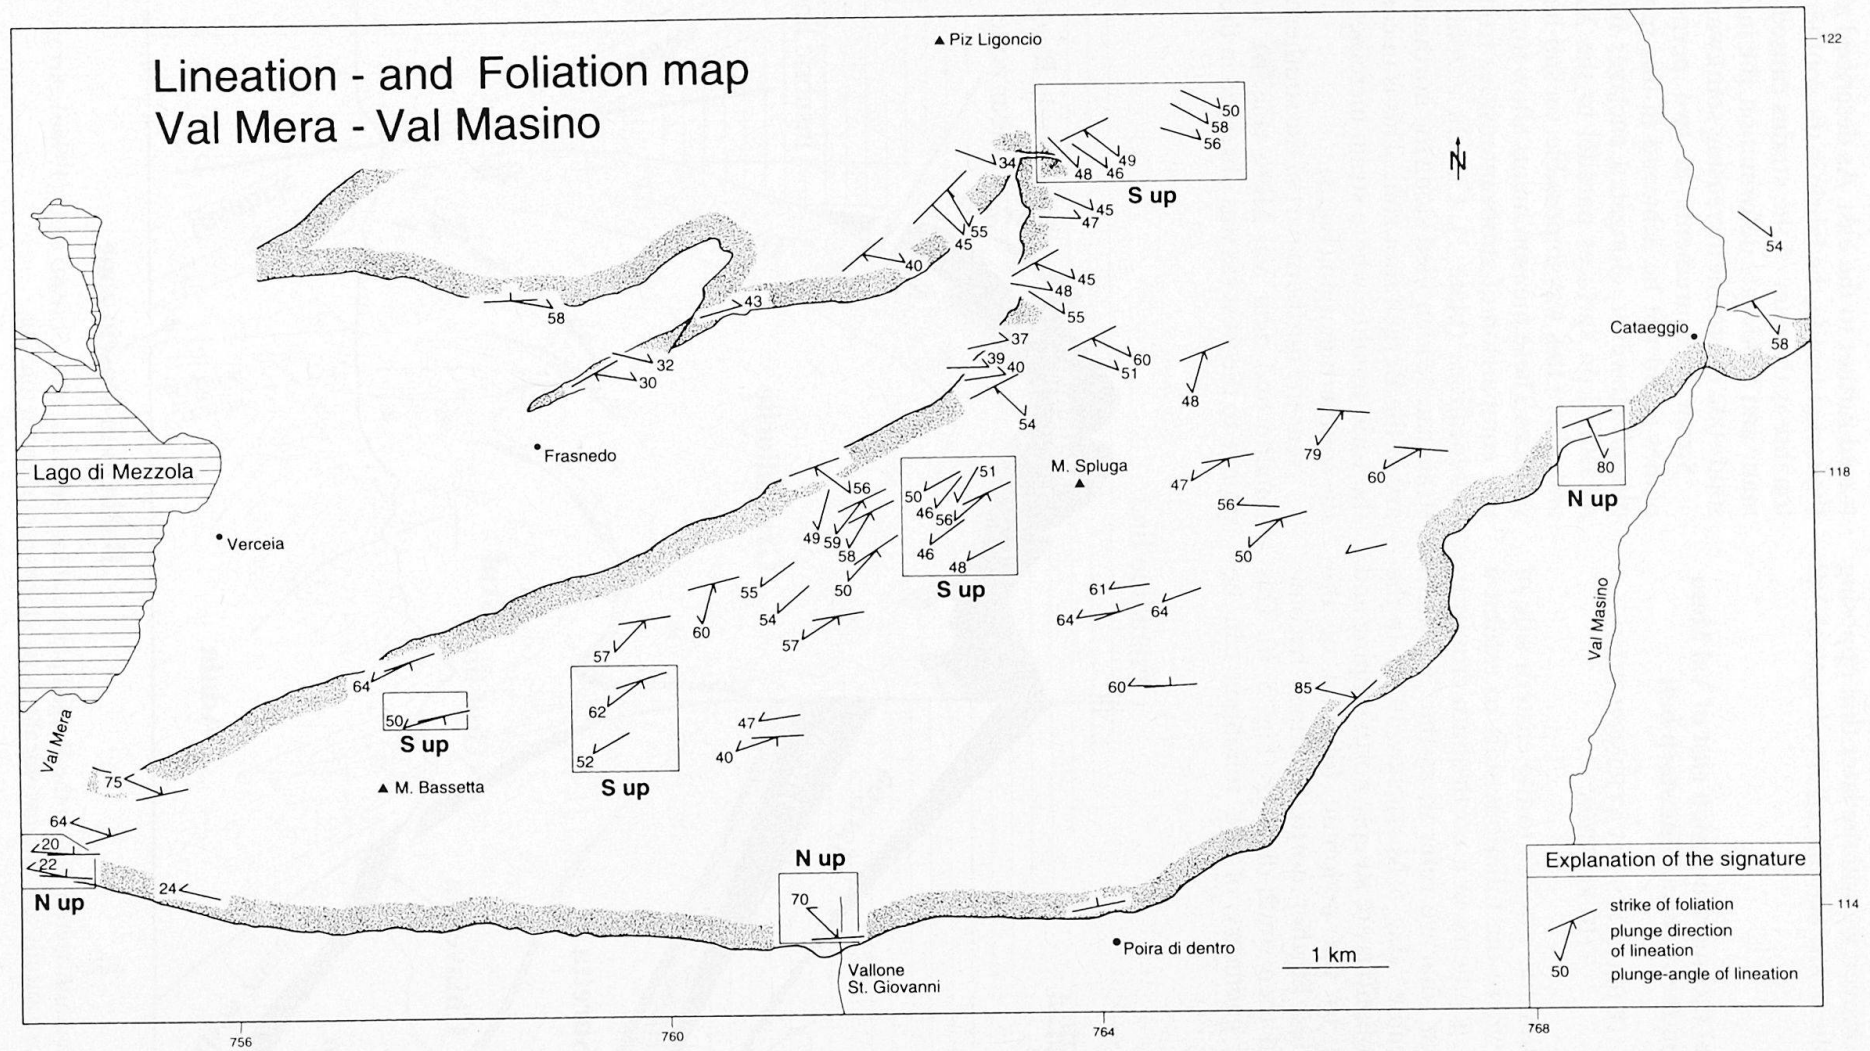 Piz Ligoncio
122
Lineation - and Foliation map
Val Mera - Val Masino
50
58
56
49
48
46
34
S up
N
45
47
55
45
40
54
45
48
55
43
58
37
39
40
32
30
60
51
48
Cataeggio
58
54
Frasnedo
79
60
47
M. Spluga
118
80
N up
Lago di Mezzola
56
51
50
46
56
46
48
S up
49
59
58
50
56
50
Verceia
55
54
60
57
57
61
64
64
Val Masino
64
50
S up
62
52
S up
47
40
60
85
Val Mera
75
M. Bassetta
64
20
22
N up
24
N up
70
Poira di dentro
Vallone
St. Giovanni
1 km
Explanation of the signature
strike of foliation
plunge direction
of lineation
50
plunge-angle of lineation
114
756
760
764
768